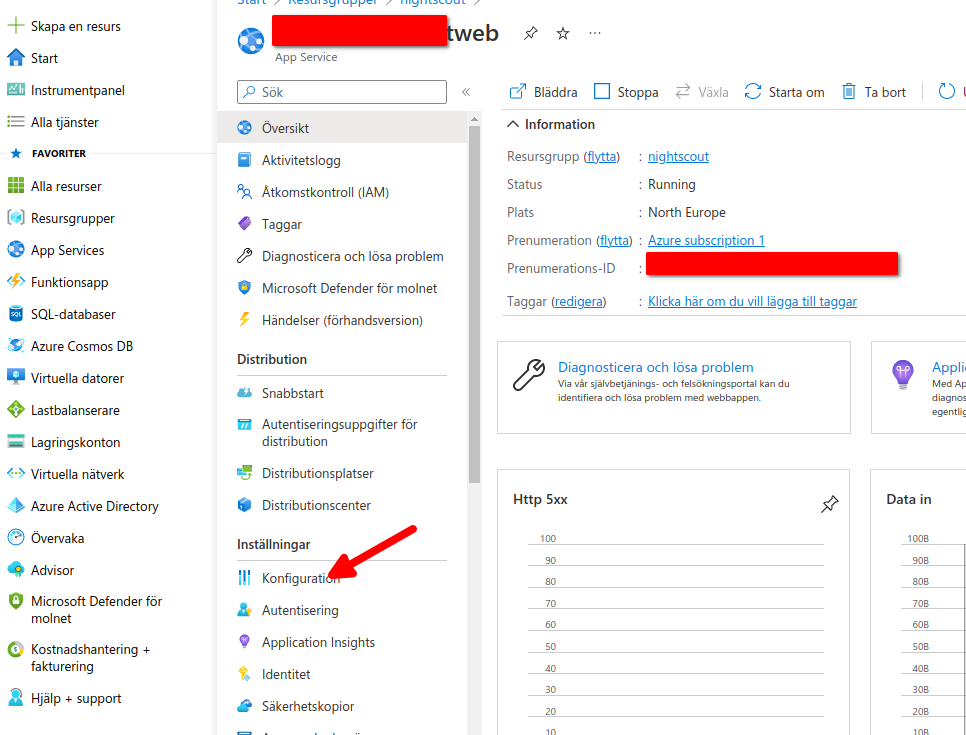 Skapa en resurs
Start
Instrumentpanel
Alla tjänster
FAVORITER
Alla resurser
Resursgrupper
App Services
Funktionsapp
SQL-databaser
Azure Cosmos DB
Virtuella datorer
Lastbalanserare
Lagringskonton
Virtuella nätverk
Azure Active Directory
Övervaka
Advisor
Microsoft Defender för
molnet
Kostnadshantering +
fakturering
Hjälp + support
Start > Resursgrupper > nightscout >
tweb
App Service
Sök
Översikt
Aktivitetslogg
Åtkomstkontroll (IAM)
Taggar
Diagnosticera och lösa problem
Microsoft Defender för molnet
Händelser (förhandsversion)
Distribution
Snabbstart
Autentiseringsuppgifter för
distribution
Distributionsplatser
Distributionscenter
Inställningar
Konfiguration
Autentisering
Application Insights
Identitet
Säkerhetskopior
Bläddra
Stoppa
Växla
Starta om
Ta bort
Information
Resursgrupp (flytta) : nightscout
Status : Running
Plats : North Europe
Prenumeration (flytta) : Azure subscription 1
Prenumerations-ID :
Taggar (redigera) : Klicka här om du vill lägga till taggar
Diagnosticera och lösa problem
Via vår självbetjänings- och felsökningsportal kan du
identifiera och lösa problem med webbappen.
Applic
Med Ap
diagnos
egentlig
Http 5xx
100
90
80
70
60
50
40
30
20
10
Data in
100B
90B
80B
70B
60B
50B
40B
30B
20B
10B